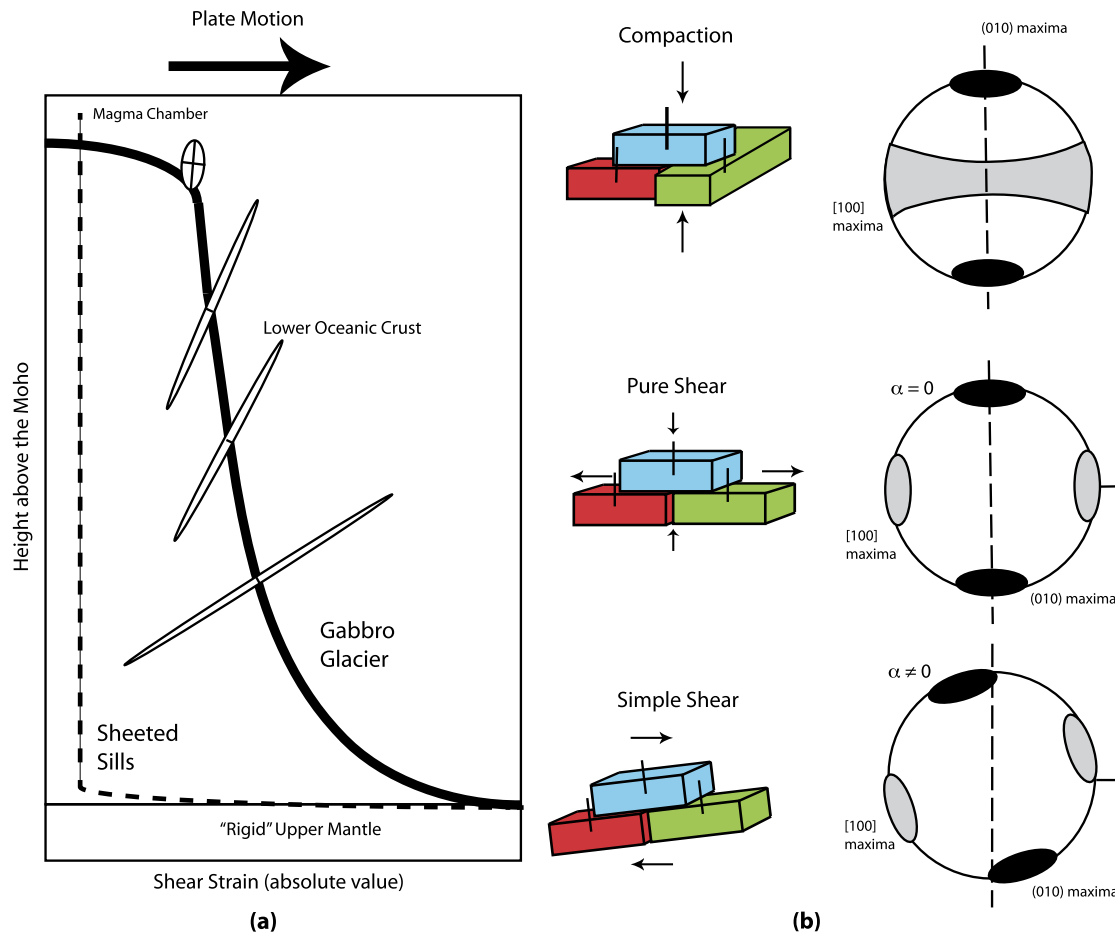 Plate Motion
Magma Chamber
Lower Oceanic Crust
Height above the Moho
Gabbro
Glacier
Sheeted
Sills
“Rigid” Upper Mantle
Shear Strain (absolute value)
(a)
Compaction
(010) maxima
[100]
maxima
Pure Shear
α = 0
[100]
maxima
(010) maxima
Simple Shear
α ≠ 0
[100]
maxima
(010) maxima
(b)